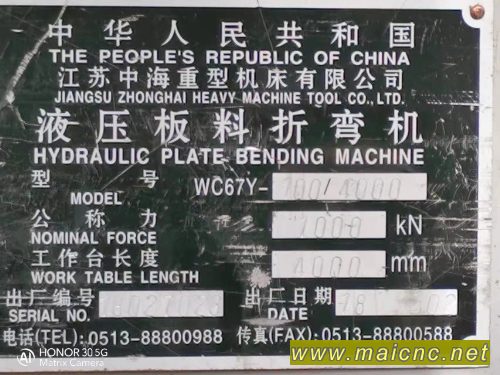 中华人民共和国
THE PEOPLE'S REPUBLIC OF CHINA
江苏中海重型机床有限公司
JIANGSU ZHONGHAI HEAVY MACHINE TOOL CO., LTD.
液压板料折弯机
HYDRAULIC PLATE BENDING MACHINE
型号 WC67Y-100/4000
MODEL
公称力 1000 kN
NOMINAL FORCE
工作台长度 4000 mm
WORK TABLE LENGTH
出厂编号 出厂日期
SERIAL NO. DATE
电话(TEL): 0513-88800988 传真(FAX): 0513-88800588
HONOR 30 5G
Matrix Camera
www.maicnc.net